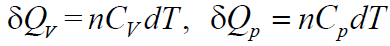 δQ_V = nC_V dT, δQ_p = nC_p dT